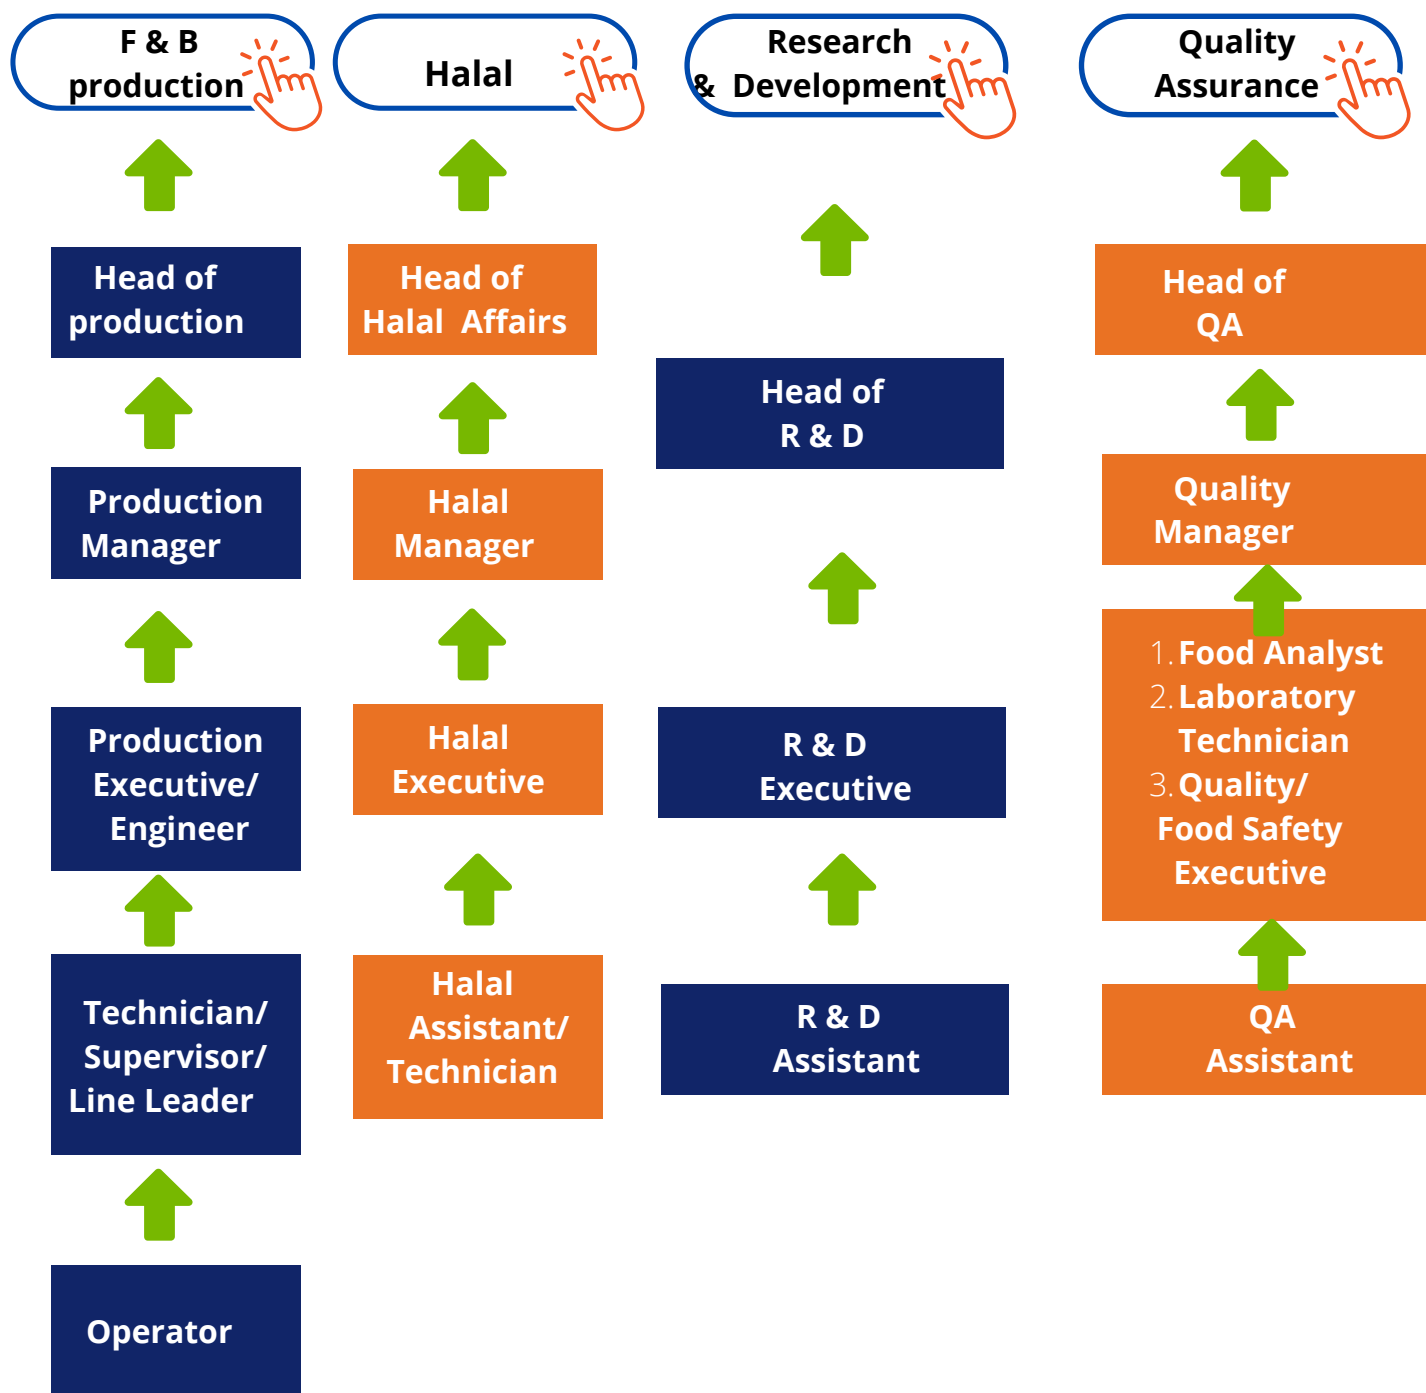 F & B
production
Halal
Research
& Development
Quality
Assurance
Head of
production
Production
Manager
Production
Executive/
Engineer
Technician/
Supervisor/
Line Leader
Operator
Head of
Halal Affairs
Halal
Manager
Halal
Executive
Halal
Assistant/
Technician
Head of
R & D
R & D
Executive
R & D
Assistant
Head of
QA
Quality
Manager
1. Food Analyst
2. Laboratory
Technician
3. Quality/
Food Safety
Executive
QA
Assistant